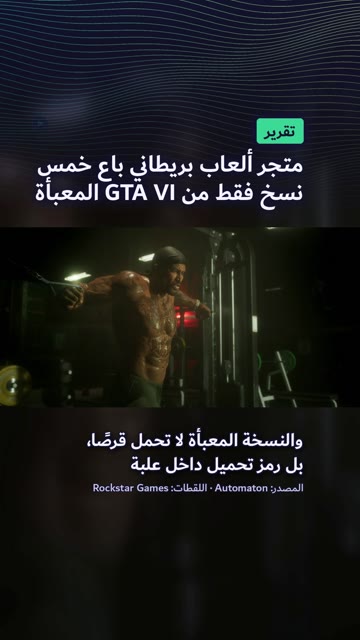 تقرير
متجر ألعاب بريطاني باع خمس
نسخ فقط من GTA VI المعبأة
والنسخة المعبأة لا تحمل قرصًا،
بل رمز تحميل داخل علبة
المصدر: Automaton · اللقطات: Rockstar Games